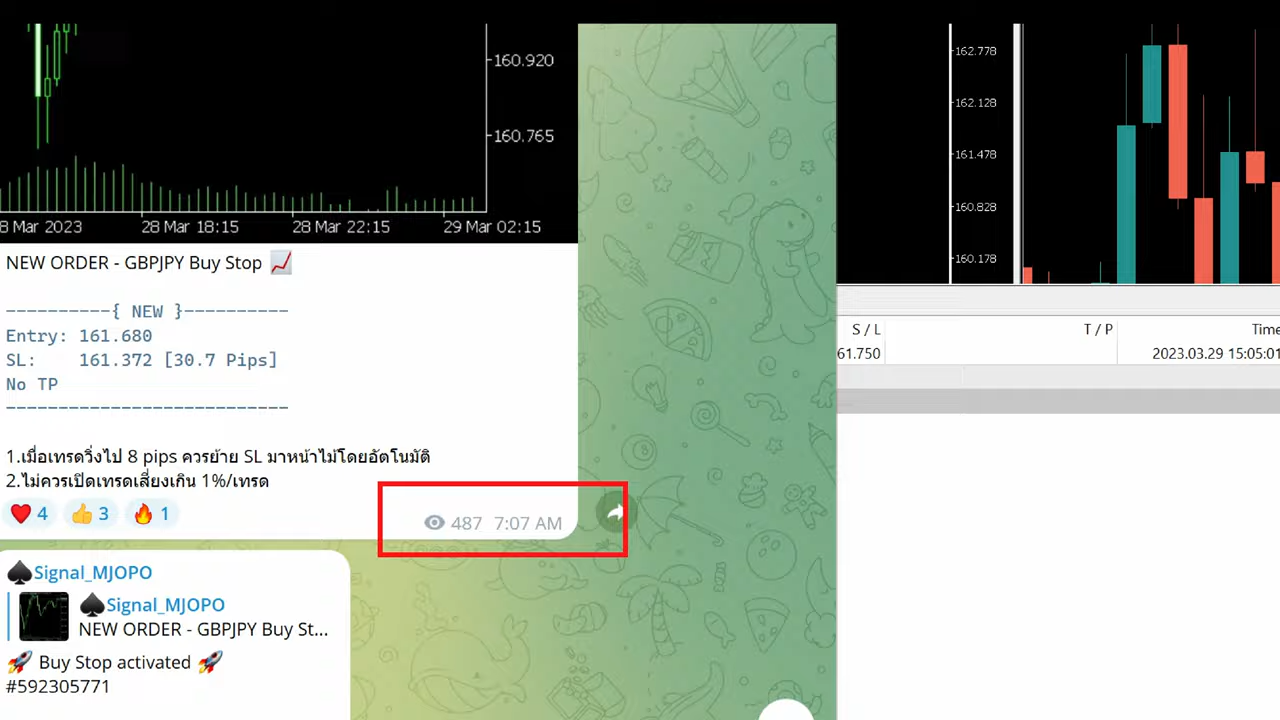 160.920
160.765
8 Mar 2023 28 Mar 18:15 28 Mar 22:15 29 Mar 02:15
NEW ORDER - GBPJPY Buy Stop 📈
----------{ NEW }----------
Entry: 161.680
SL: 161.372 [30.7 Pips]
No TP
---------------------------
1.เมื่อเทรดวิ่งไป 8 pips ควรย้าย SL มาหน้าไม้โดยอัตโนมัติ
2.ไม่ควรเปิดเทรดเสี่ยงเกิน 1%/เทรด
❤️ 4 👍 3 🔥 1
487 7:07 AM
♠️Signal_MJOPO
♠️Signal_MJOPO
NEW ORDER - GBPJPY Buy St...
🚀 Buy Stop activated 🚀
#592305771
162.778
162.128
161.478
160.828
160.178
S / L T / P Time
61.750 2023.03.29 15:05:01